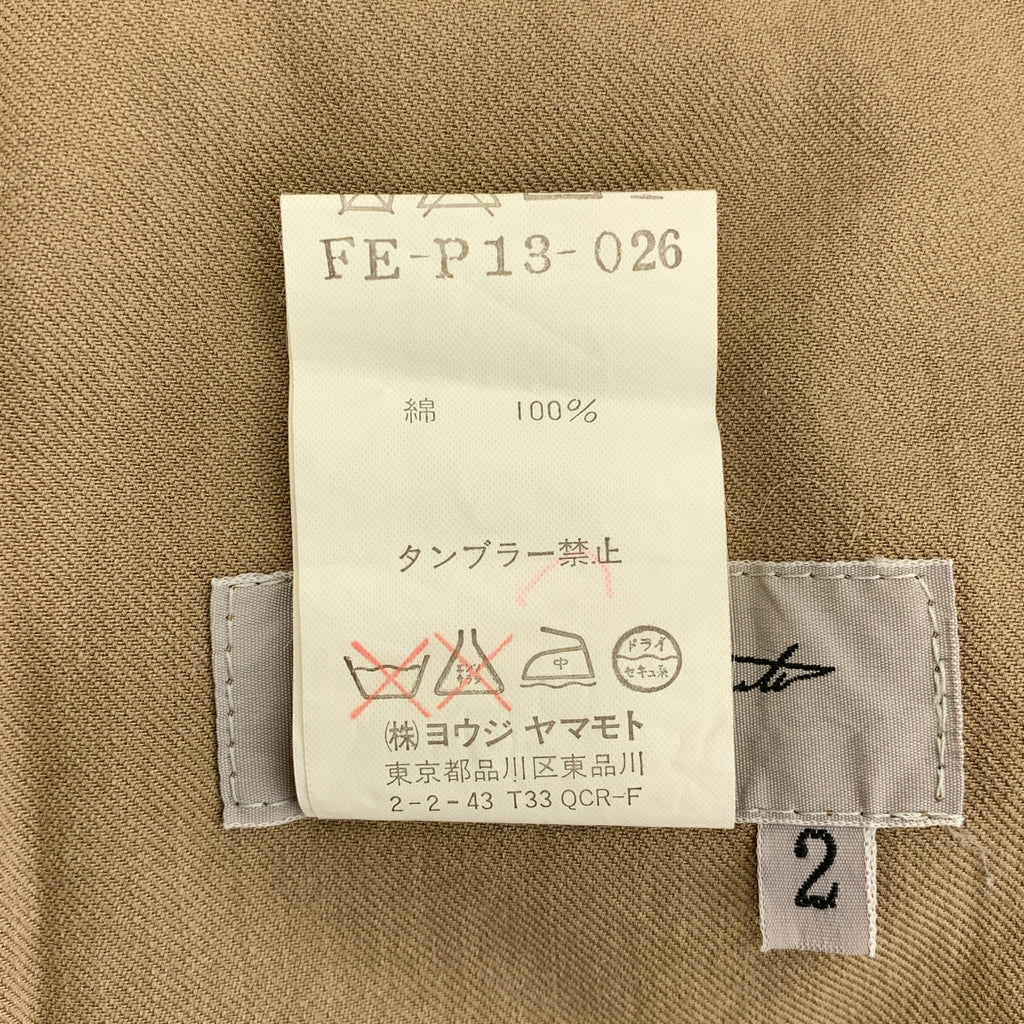 FE-P13-026
綿 100%
タンブラー禁止
中
ドライ
セキュ系
(株)ヨウジ ヤマモト
東京都品川区東品川
2-2-43 T33 QCR-F
2